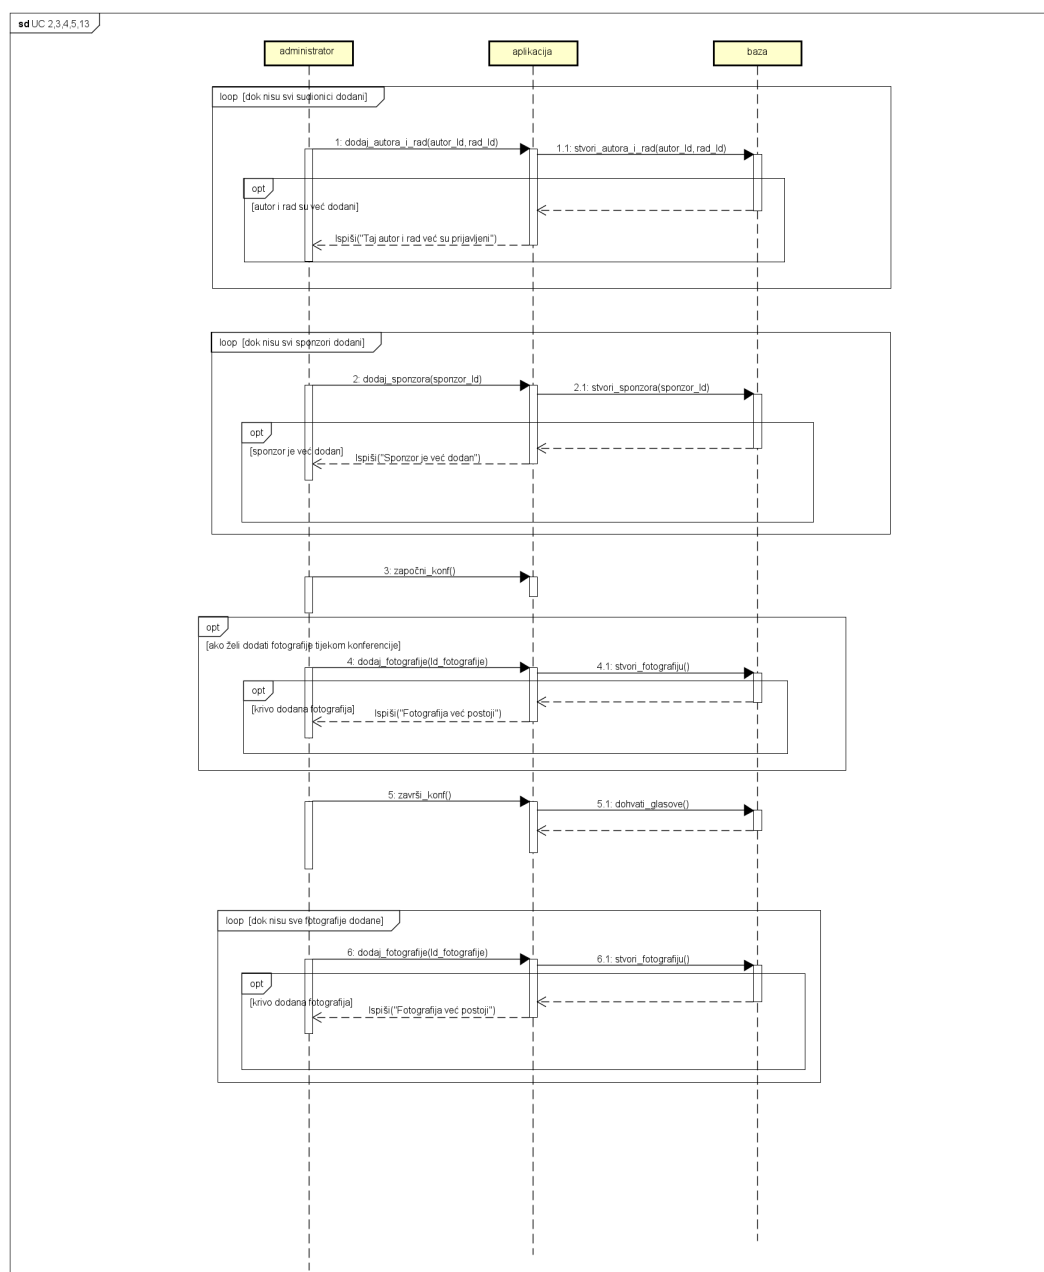 sd UC 2,3,4,5,13
administrator
aplikacija
baza
loop [dok nisu svi sudionici dodani]
1: dodaj_autora_i_rad(autor_Id, rad_Id)
1.1: stvori_autora_i_rad(autor_Id, rad_Id)
opt
[autor i rad su već dodani]
Ispiši("Taj autor i rad već su prijavljeni")
loop [dok nisu svi sponzori dodani]
2: dodaj_sponzora(sponzor_Id)
2.1: stvori_sponzora(sponzor_Id)
opt
[sponzor je već dodan]
Ispiši("Sponzor je već dodan")
3: započni_konf()
opt
[ako želi dodati fotografije tijekom konferencije]
4: dodaj_fotografije(Id_fotografije)
4.1: stvori_fotografiju()
opt
[krivo dodana fotografija]
Ispiši("Fotografija već postoji")
5: završi_konf()
5.1: dohvati_glasove()
loop [dok nisu sve fotografije dodane]
6: dodaj_fotografije(Id_fotografije)
6.1: stvori_fotografiju()
opt
[krivo dodana fotografija]
Ispiši("Fotografija već postoji")